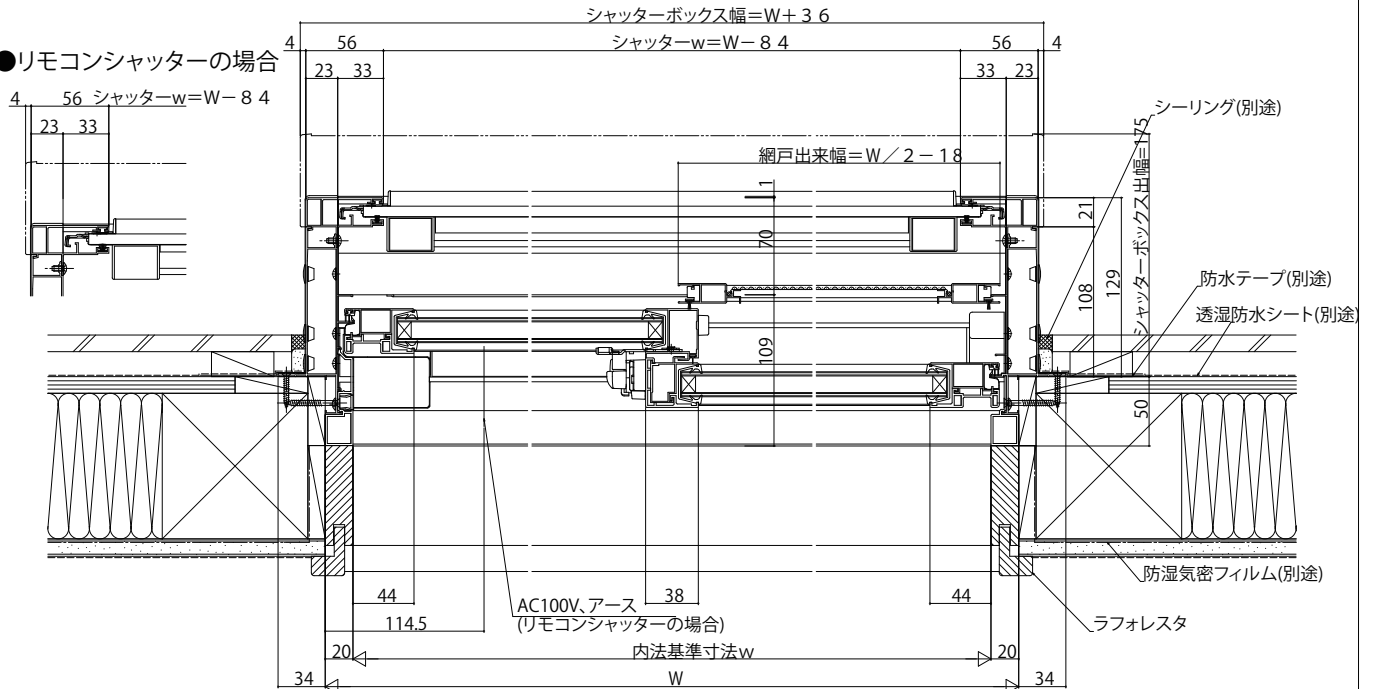 シャッターボックス幅=W+３６
4 56 シャッターw=W−８４ 56 4
●リモコンシャッターの場合
23 33 33 23
4 56 シャッターw=W−８４
23 33
シーリング(別途)
網戸出来幅=W／２−１８
シャッターボックス出幅=175
1
21
70
129
108
防水テープ(別途)
透湿防水シート(別途)
109
50
防湿気密フィルム(別途)
44 38 44
AC100V、アース
(リモコンシャッターの場合)
114.5
ラフォレスタ
20 内法基準寸法w 20
34 W 34